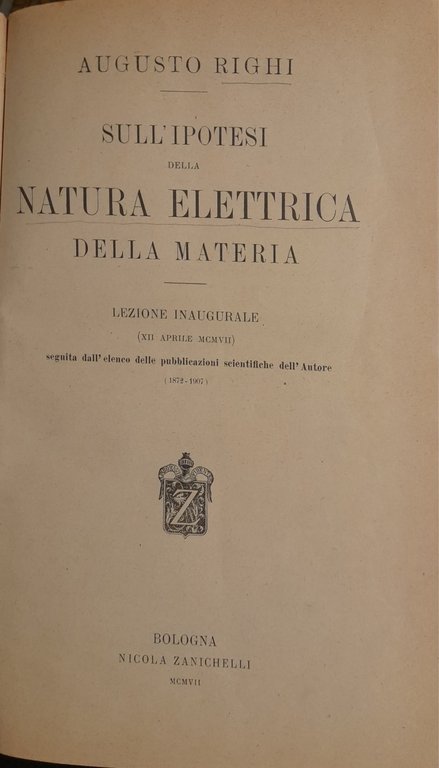 AUGUSTO RIGHI
SULL'IPOTESI
DELLA
NATURA ELETTRICA
DELLA MATERIA
LEZIONE INAUGURALE
(XII APRILE MCMVII)
seguita dall'elenco delle pubblicazioni scientifiche dell'Autore
(1872-1907)
Z
BOLOGNA
NICOLA ZANICHELLI
MCMVII